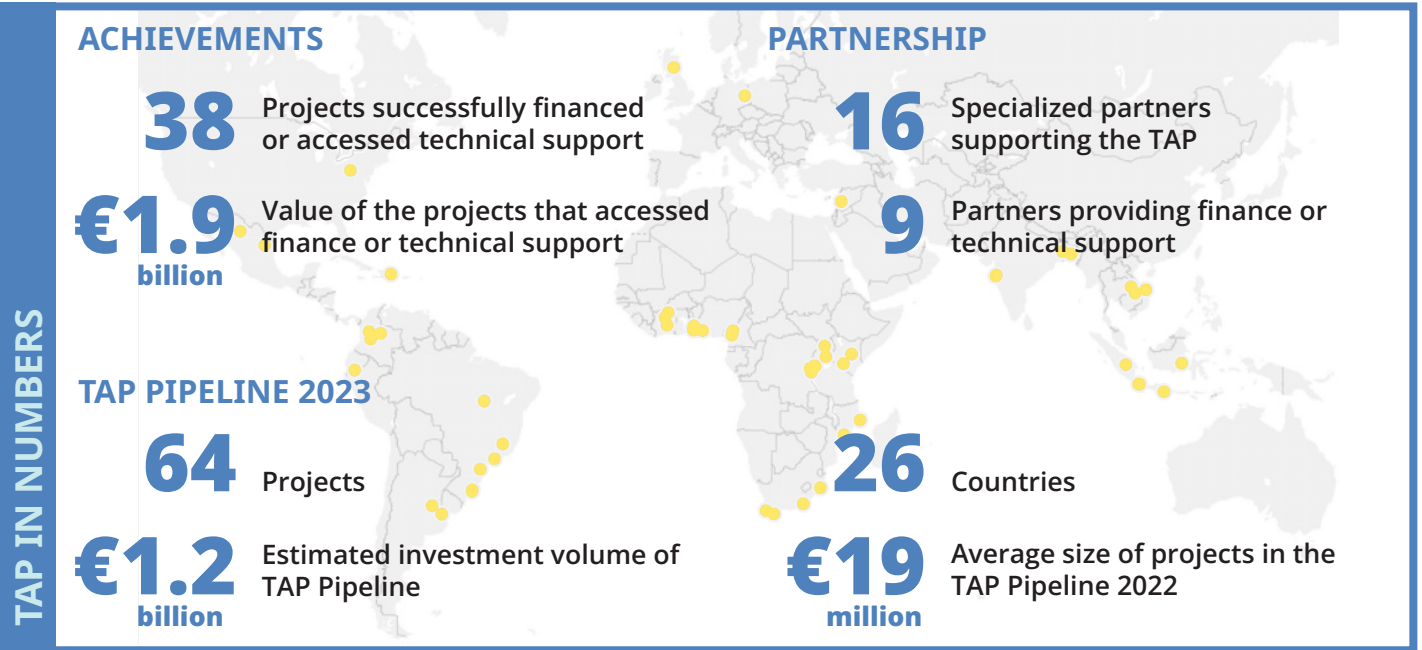 TAP IN NUMBERS
ACHIEVEMENTS
38
Projects successfully financed
or accessed technical support
€1.9
billion
Value of the projects that accessed
finance or technical support
PARTNERSHIP
16
Specialized partners
supporting the TAP
9
Partners providing finance or
technical support
TAP PIPELINE 2023
64
Projects
26
Countries
€1.2
billion
Estimated investment volume of
TAP Pipeline
€19
million
Average size of projects in the
TAP Pipeline 2022